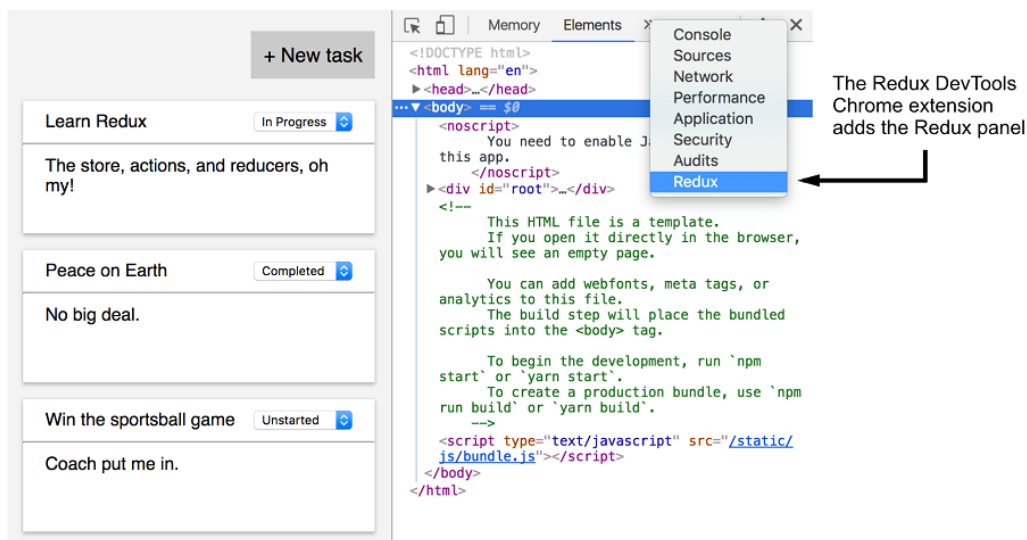 + New task
Learn Redux
In Progress
The store, actions, and reducers, oh
my!
Peace on Earth
Completed
No big deal.
Win the sportsball game
Unstarted
Coach put me in.
Memory Elements »
<!DOCTYPE html>
<html lang="en">
▶<head>…</head>
···▼<body> == $0
<noscript>
You need to enable
this app.
</noscript>
▶<div id="root">…</div>
<!--
This HTML file is a template.
If you open it directly in the browser,
you will see an empty page.
You can add webfonts, meta tags, or
analytics to this file.
The build step will place the bundled
scripts into the <body> tag.
To begin the development, run `npm
start` or `yarn start`.
To create a production bundle, use `npm
run build` or `yarn build`.
-->
<script type="text/javascript" src="/static/
js/bundle.js"></script>
</body>
</html>
Console
Sources
Network
Performance
Application
Security
Audits
Redux
The Redux DevTools
Chrome extension
adds the Redux panel